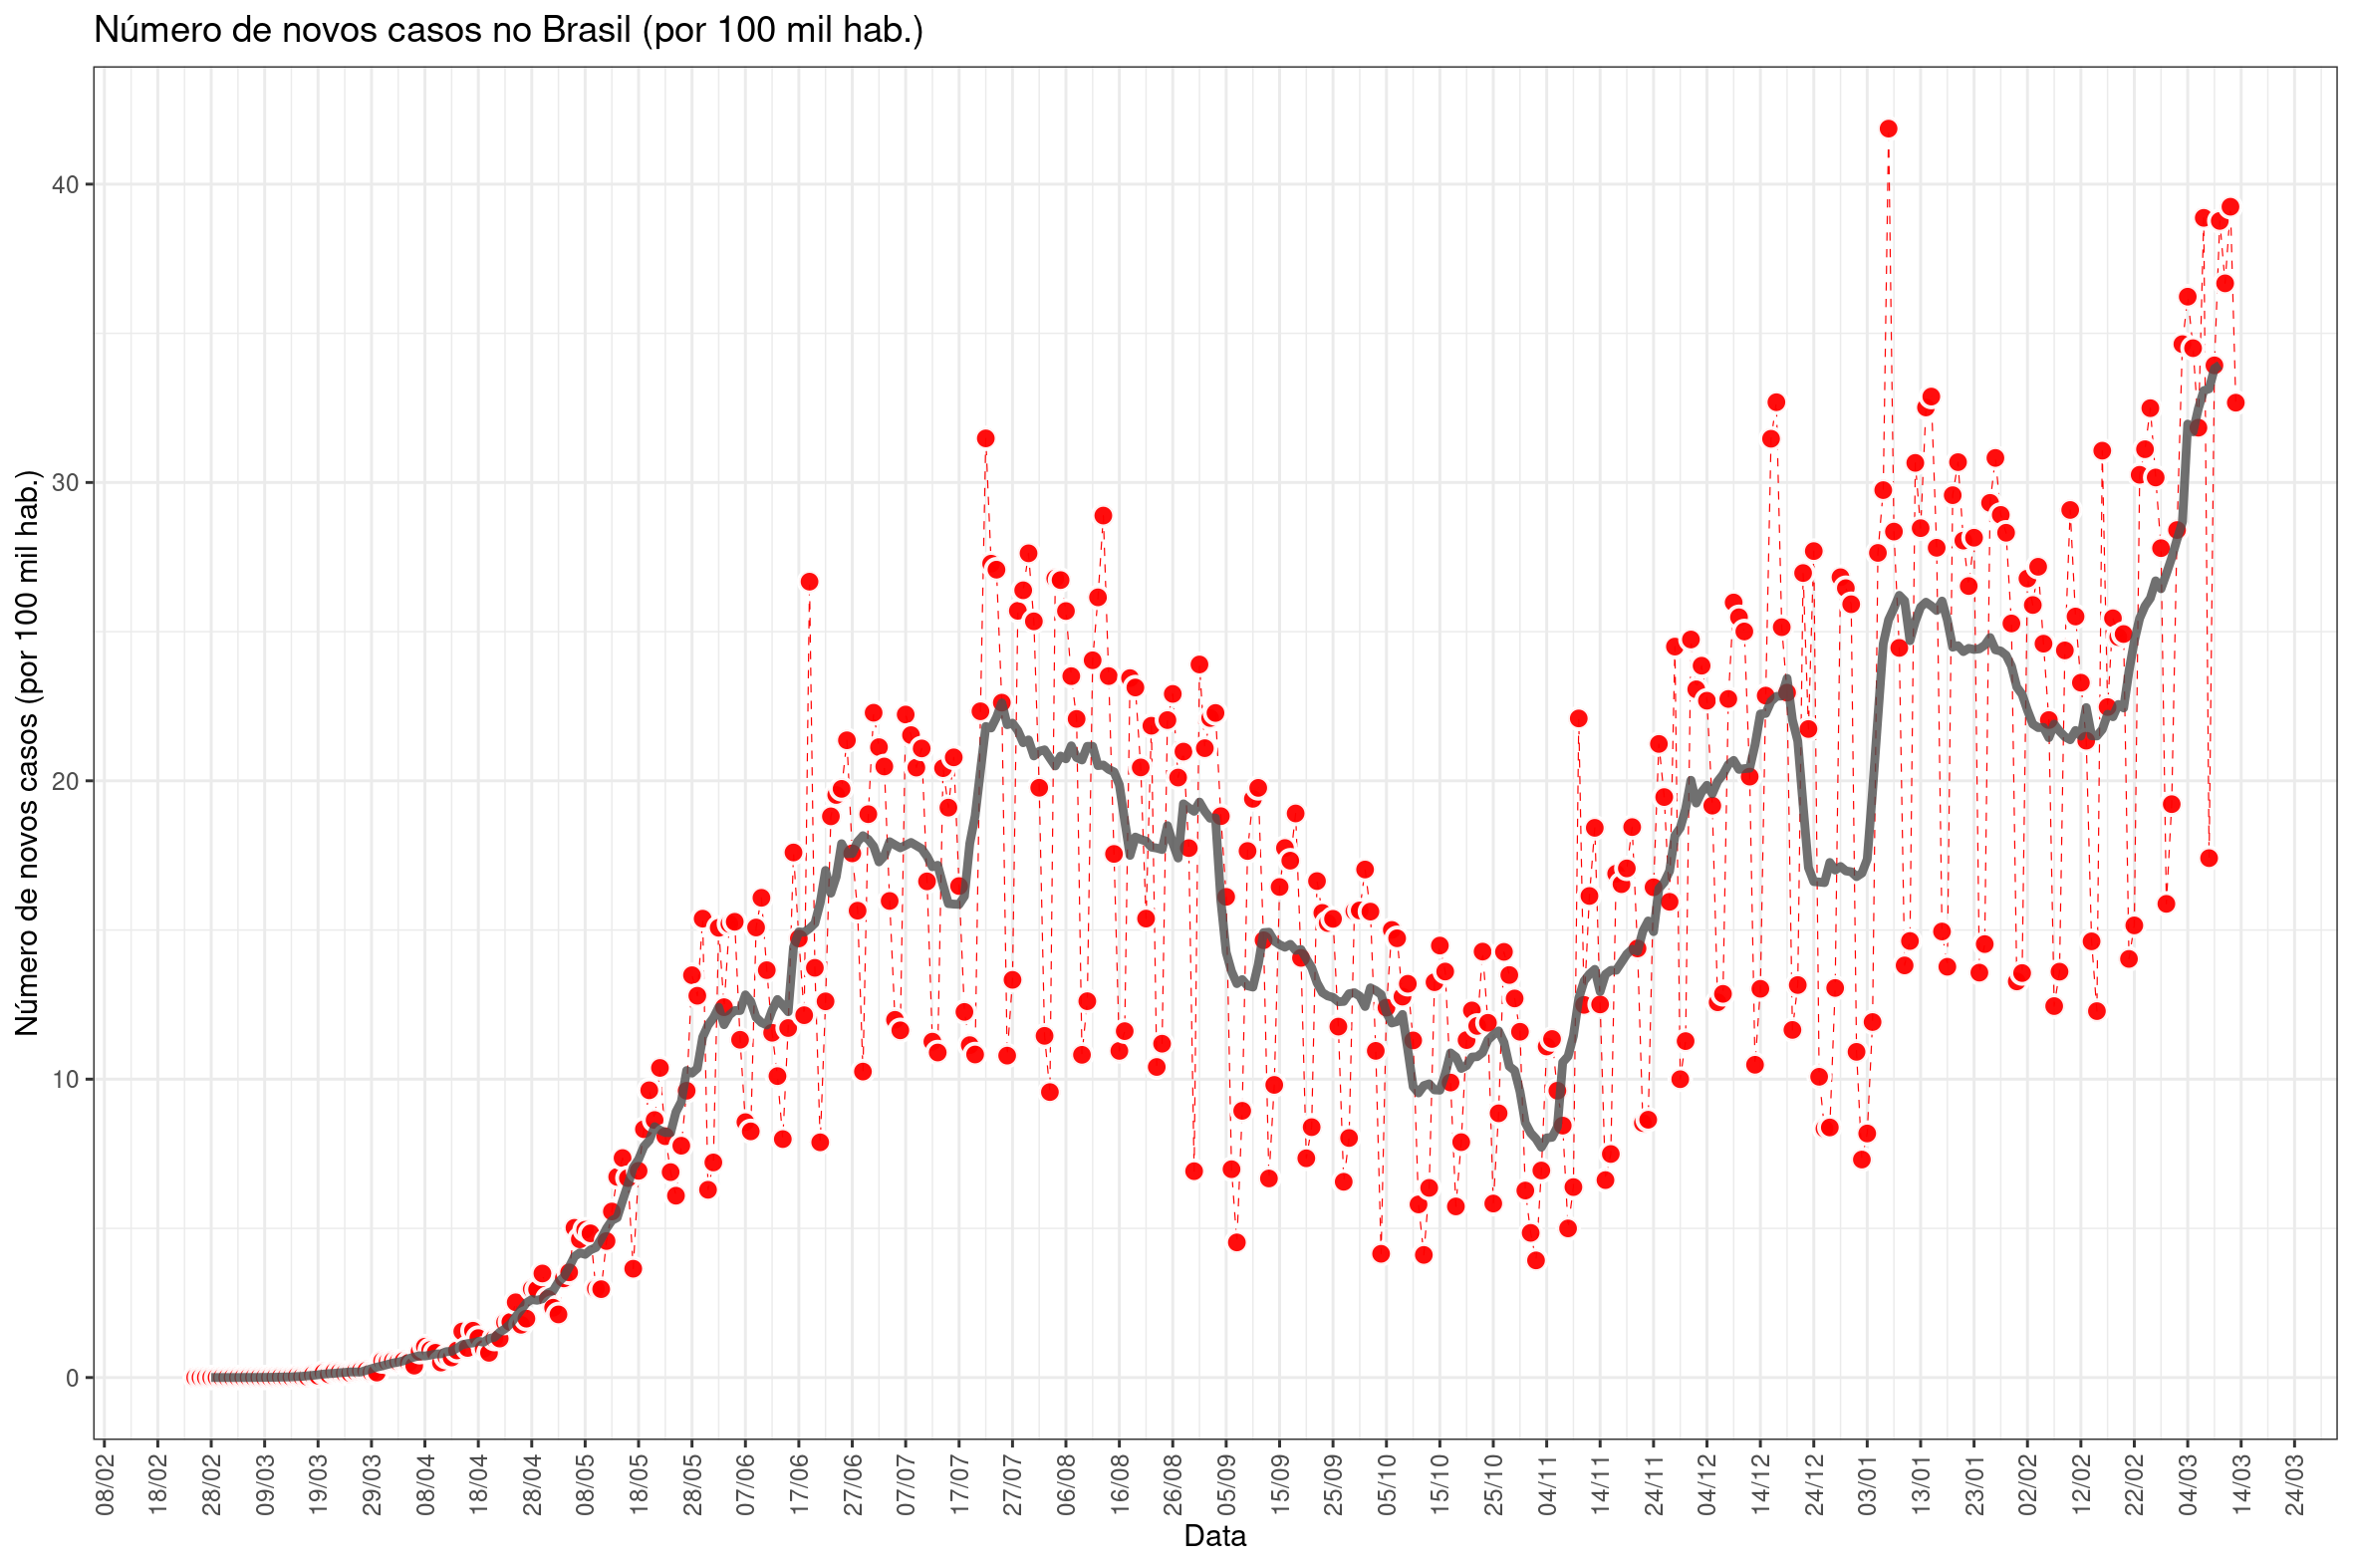 Número de novos casos no Brasil (por 100 mil hab.)
Número de novos casos (por 100 mil hab.)
40
30
20
10
0
08/02 18/02 28/02 09/03 19/03 29/03 08/04 18/04 28/04 08/05 18/05 28/05 07/06 17/06 27/06 07/07 17/07 27/07 06/08 16/08 26/08 05/09 15/09 25/09 05/10 15/10 25/10 04/11 14/11 24/11 04/12 14/12 24/12 03/01 13/01 23/01 02/02 12/02 22/02 04/03 14/03 24/03
Data